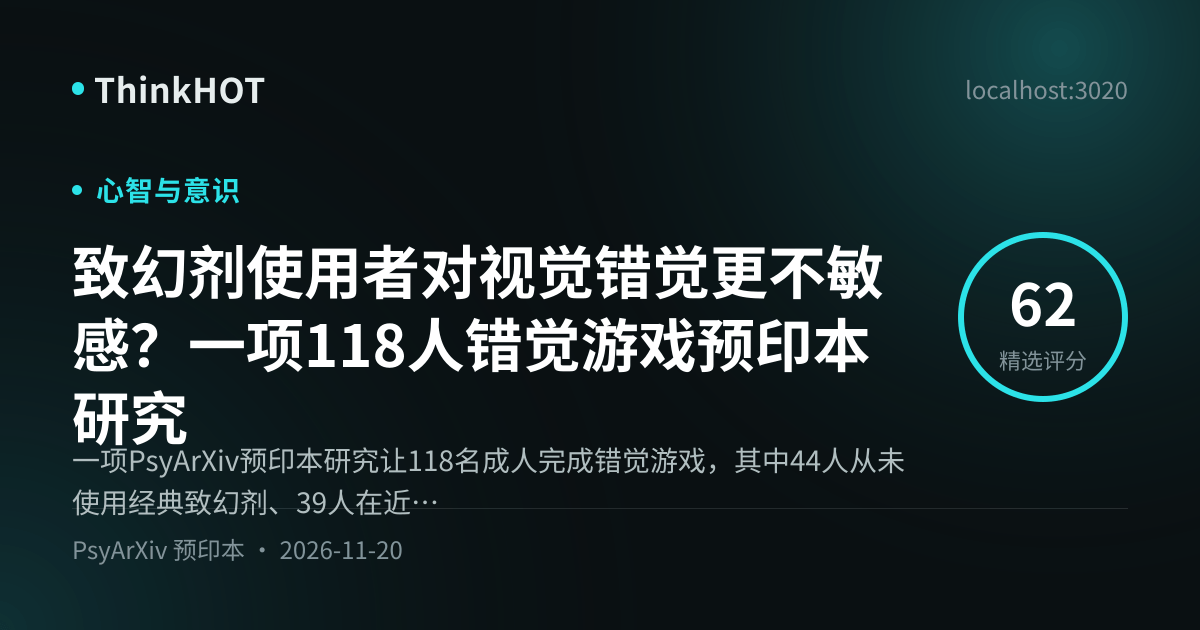 ThinkHOT
localhost:3020
心智与意识
致幻剂使用者对视觉错觉更不敏
感？一项118人错觉游戏预印本
研究
62
精选评分
一项PsyArXiv预印本研究让118名成人完成错觉游戏，其中44人从未
使用经典致幻剂、39人在近…
PsyArXiv 预印本 • 2026-11-20